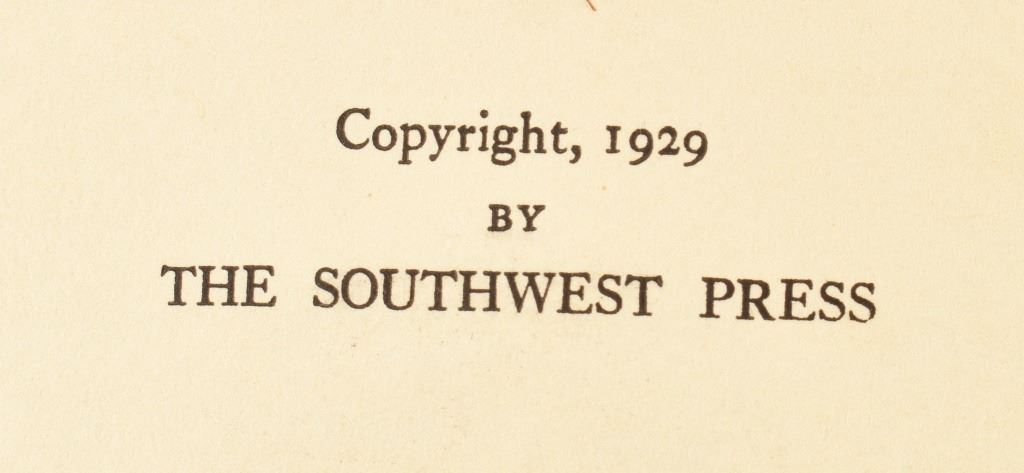 Copyright, 1929
BY
THE SOUTHWEST PRESS